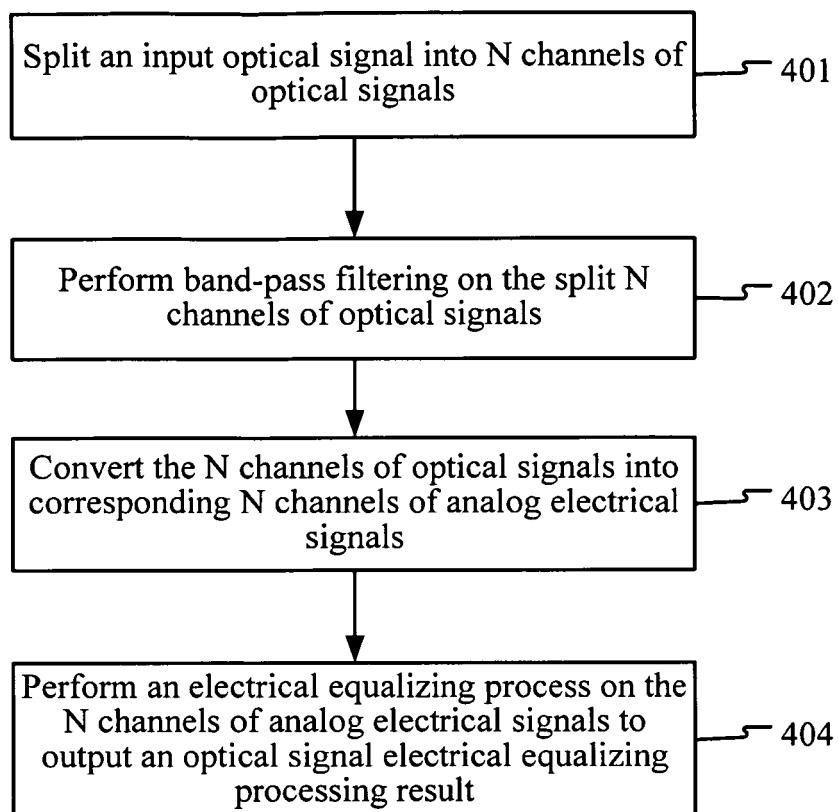 Split an input optical signal into N channels of
optical signals
401
Perform band-pass filtering on the split N
channels of optical signals
402
Convert the N channels of optical signals into
corresponding N channels of analog electrical
signals
403
Perform an electrical equalizing process on the
N channels of analog electrical signals to
output an optical signal electrical equalizing
processing result
404